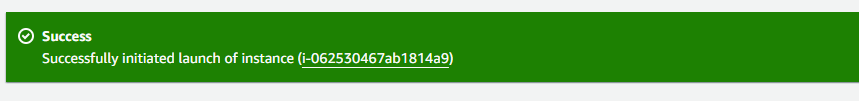 Success
Successfully initiated launch of instance (i-062530467ab1814a9)